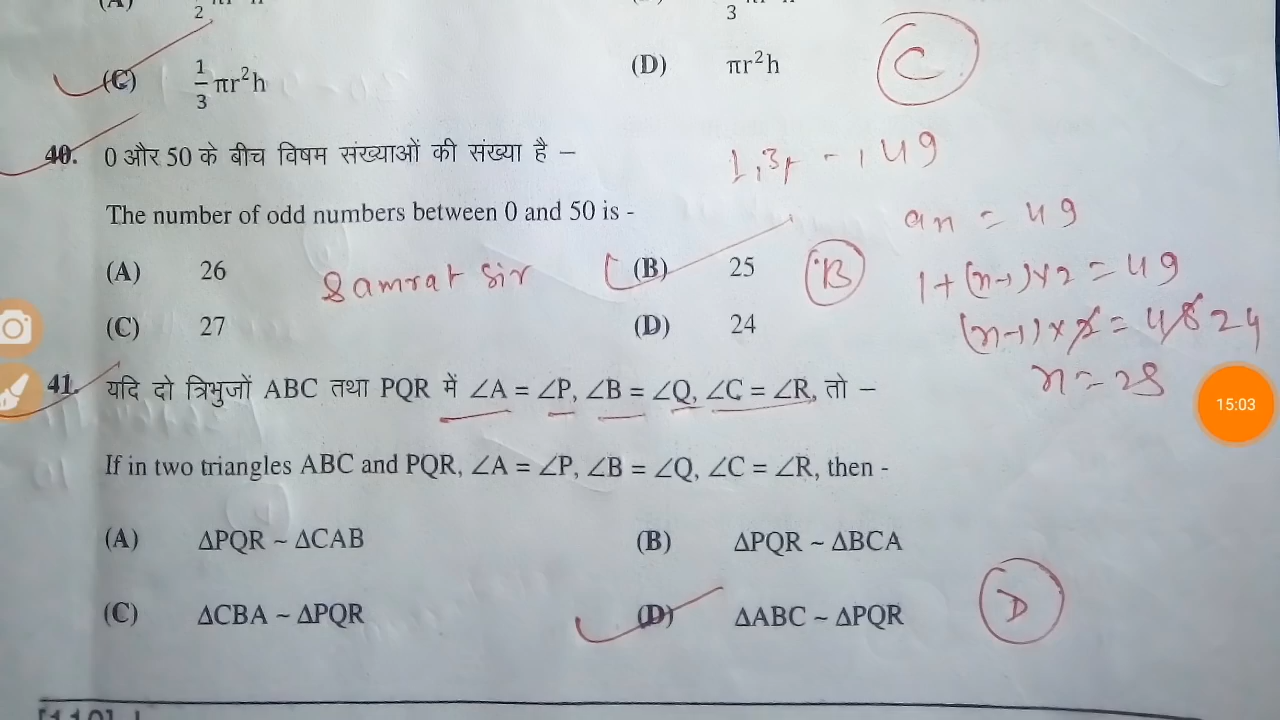 (A) 2
3
(C) 1/3 πr²h (D) πr²h C
40. 0 और 50 के बीच विषम संख्याओं की संख्या है – 1, 3, - , 49
The number of odd numbers between 0 and 50 is - an = 49
(A) 26 Samrat Sir (B) 25 B 1+(n-1)×2 = 49
(C) 27 (D) 24 (n-1)×2 = 48 24
n = 25
41. यदि दो त्रिभुजों ABC तथा PQR में ∠A = ∠P, ∠B = ∠Q, ∠C = ∠R, तो –
15:03
If in two triangles ABC and PQR, ∠A = ∠P, ∠B = ∠Q, ∠C = ∠R, then -
(A) ΔPQR ~ ΔCAB (B) ΔPQR ~ ΔBCA
(C) ΔCBA ~ ΔPQR (D) ΔABC ~ ΔPQR D